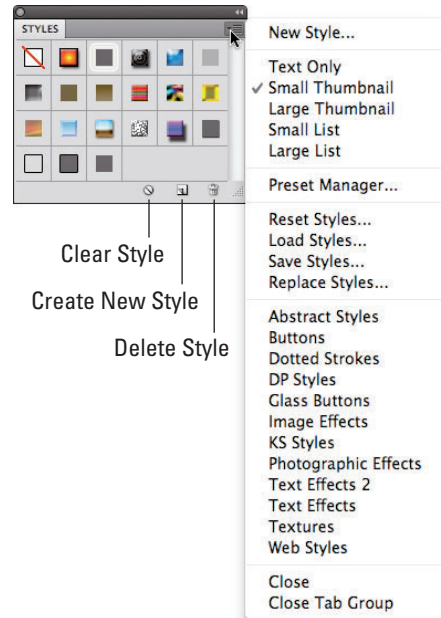 STYLES
Clear Style
Create New Style
Delete Style
New Style...
Text Only
✓ Small Thumbnail
Large Thumbnail
Small List
Large List
Preset Manager...
Reset Styles...
Load Styles...
Save Styles...
Replace Styles...
Abstract Styles
Buttons
Dotted Strokes
DP Styles
Glass Buttons
Image Effects
KS Styles
Photographic Effects
Text Effects 2
Text Effects
Textures
Web Styles
Close
Close Tab Group